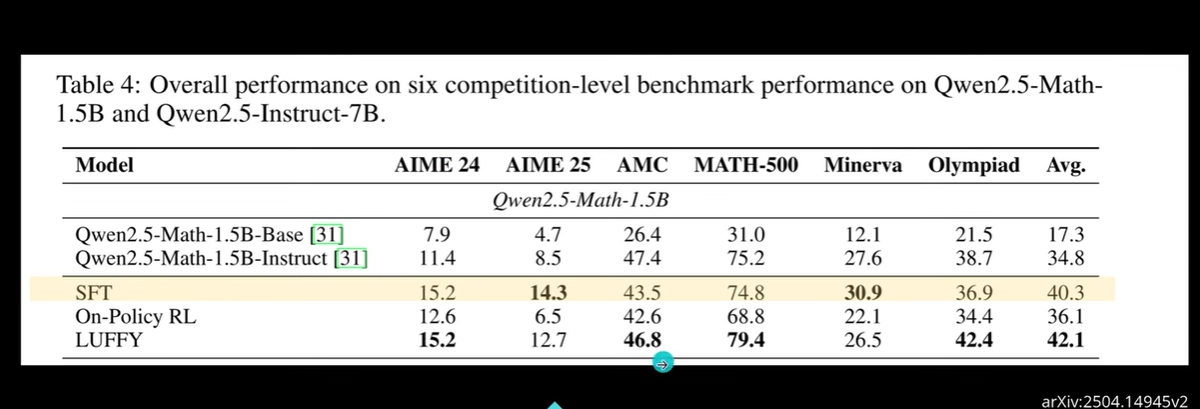 Table 4: Overall performance on six competition-level benchmark performance on Qwen2.5-Math-
1.5B and Qwen2.5-Instruct-7B.
Model AIME 24 AIME 25 AMC MATH-500 Minerva Olympiad Avg.
Qwen2.5-Math-1.5B
Qwen2.5-Math-1.5B-Base [31] 7.9 4.7 26.4 31.0 12.1 21.5 17.3
Qwen2.5-Math-1.5B-Instruct [31] 11.4 8.5 47.4 75.2 27.6 38.7 34.8
SFT 15.2 14.3 43.5 74.8 30.9 36.9 40.3
On-Policy RL 12.6 6.5 42.6 68.8 22.1 34.4 36.1
LUFFY 15.2 12.7 46.8 79.4 26.5 42.4 42.1
arXiv:2504.14945v2